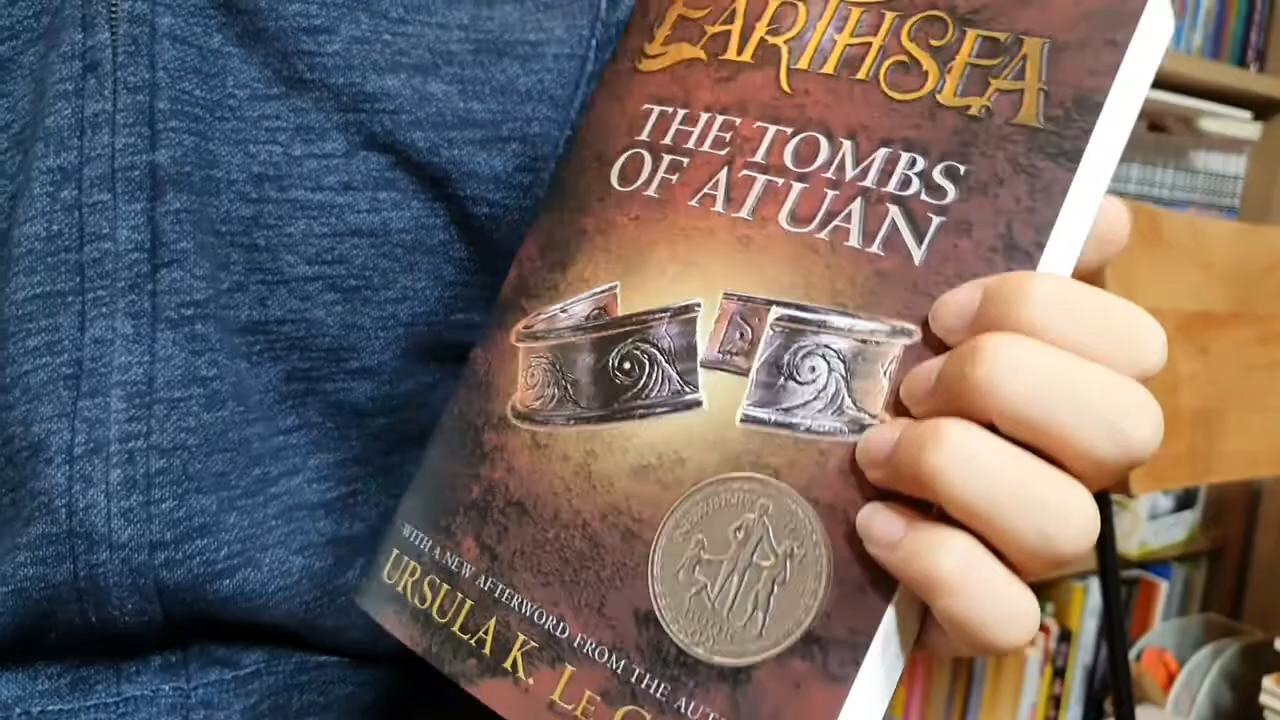 EARTHSEA
THE TOMBS
OF ATUAN
WITH A NEW AFTERWORD FROM THE
URSULA K. LE